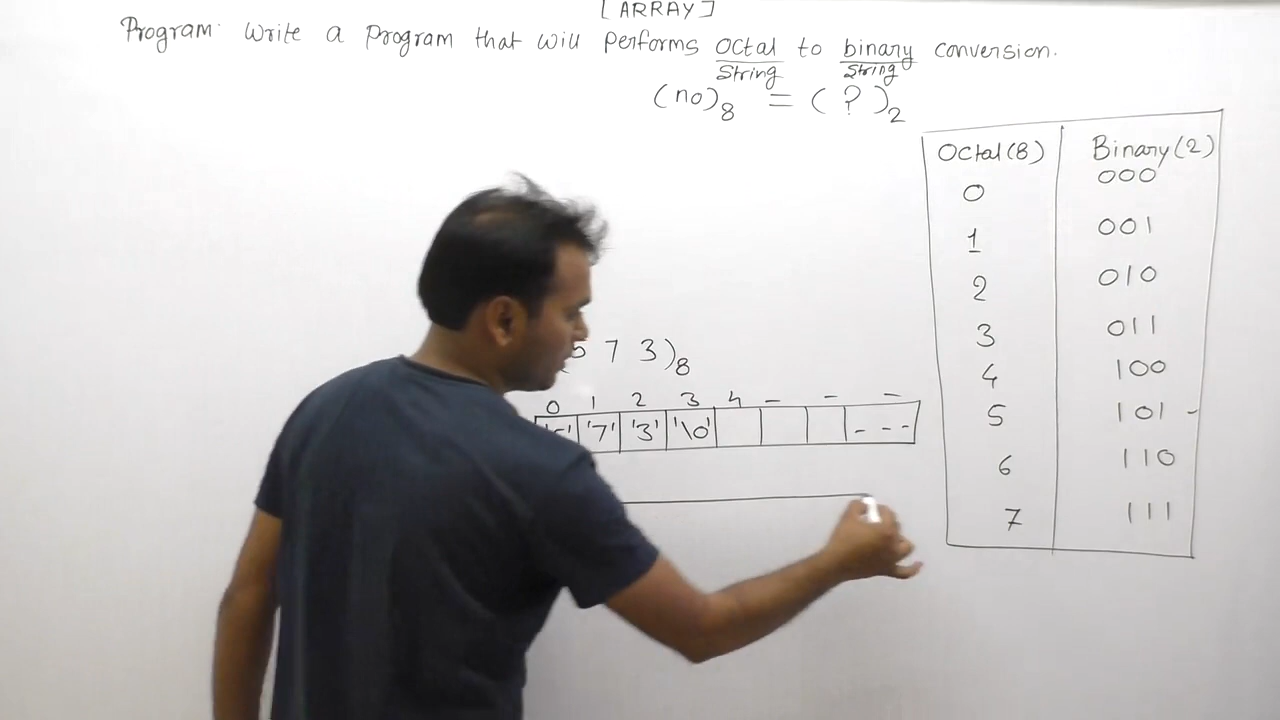 [ARRAY]
Program: Write a program that will performs octal to binary conversion.
String String
(no)8 = ( ? )2
Octal(8) Binary(2)
0 000
1 001
2 010
3 011
4 100
5 101 -
6 110
7 111
7 3)8
0 1 2 3 4 - - -
'7' '3' '\0' - - -